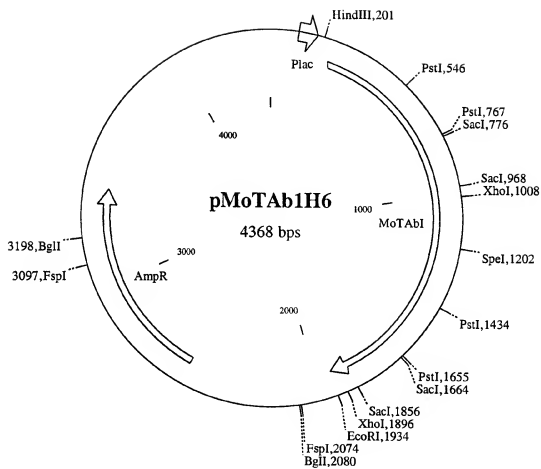 HindIII,201
Plac
PstI,546
PstI,767
SacI,776
4000
SacI,968
XhoI,1008
pMoTAb1H6
1000
4368 bps
MoTAbI
3198,BglI
3000
SpeI,1202
3097,FspI
AmpR
2000
PstI,1434
PstI,1655
SacI,1664
SacI,1856
XhoI,1896
EcoRI,1934
FspI,2074
BglI,2080